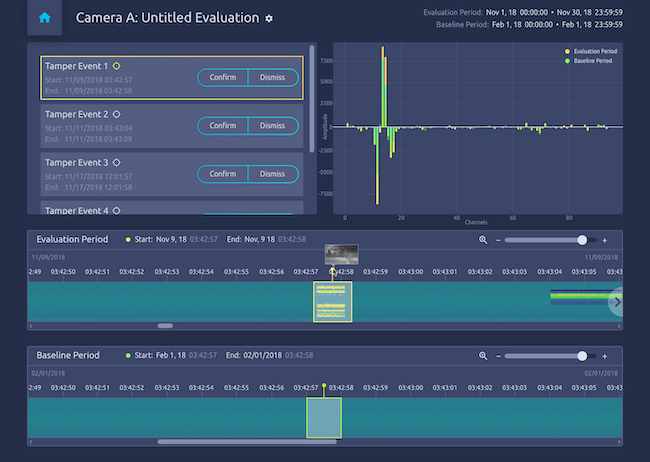 Camera A: Untitled Evaluation
Evaluation Period: Nov 1, 18 00:00:00 • Nov 30, 18 23:59:59
Baseline Period: Feb 1, 18 00:00:00 • Feb 1, 18 23:59:59
Tamper Event 1
Start: 11/09/2018 03:42:57
End: 11/09/2018 03:42:58
Confirm Dismiss
Tamper Event 2
Start: 11/11/2018 03:43:04
End: 11/11/2018 03:43:09
Confirm Dismiss
Tamper Event 3
Start: 11/17/2018 12:01:57
End: 11/17/2018 12:01:58
Confirm Dismiss
Tamper Event 4
Evaluation Period
Baseline Period
7500
5000
2500
0
-2500
-5000
-7500
Amplitude
0 20 40 60 80
Channels
Evaluation Period Start: Nov 9, 18 03:42:57 End: Nov 9, 18 03:42:58 − +
11/09/2018 11/09/2018
2:49 03:42:50 03:42:51 03:42:52 03:42:53 03:42:54 03:42:55 03:42:56 03:42:57 03:42:58 03:42:59 03:43:00 03:43:01 03:43:02 03:43:03 03:43:04 03:43:05 03:43
Baseline Period Start: Feb 1, 18 03:42:57 End: 02/01/2018 03:42:58 − +
02/01/2018 02/01/2018
2:49 03:42:50 03:42:51 03:42:52 03:42:53 03:42:54 03:42:55 03:42:56 03:42:57 03:42:58 03:42:59 03:43:00 03:43:01 03:43:02 03:43:03 03:43:04 03:43:05 03:43